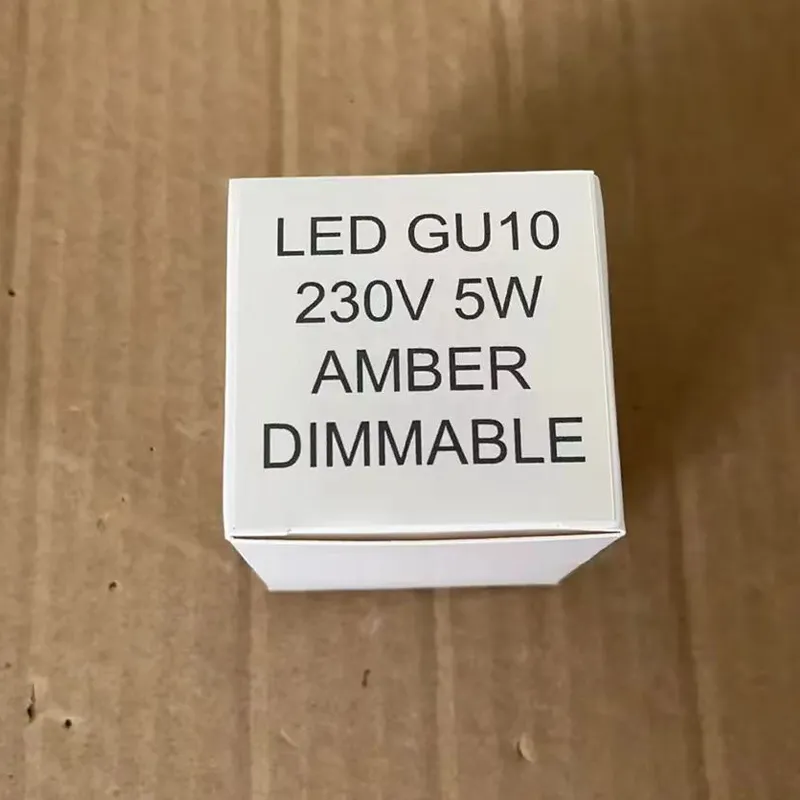 LED GU10
230V 5W
AMBER
DIMMABLE